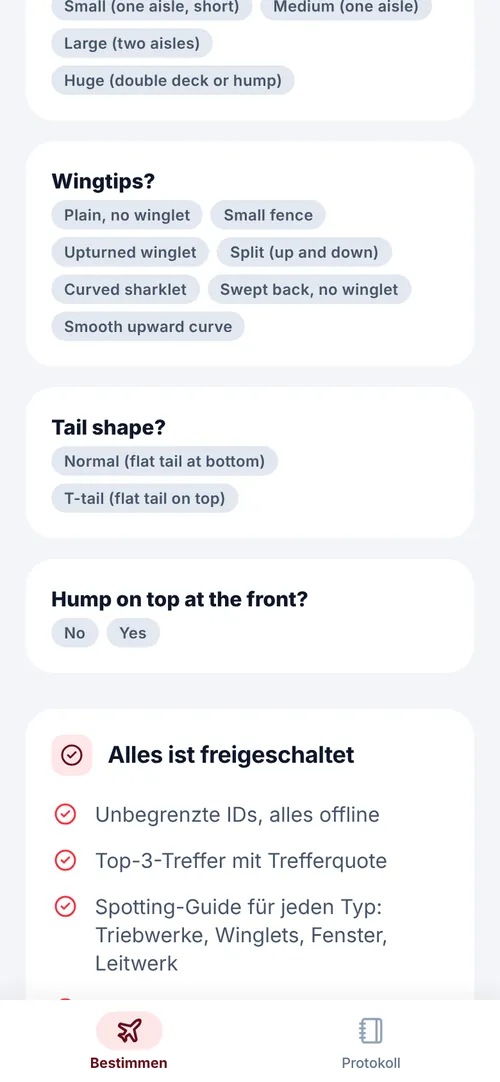 Small (one aisle, short) Medium (one aisle)
Large (two aisles)
Huge (double deck or hump)
Wingtips?
Plain, no winglet Small fence
Upturned winglet Split (up and down)
Curved sharklet Swept back, no winglet
Smooth upward curve
Tail shape?
Normal (flat tail at bottom)
T-tail (flat tail on top)
Hump on top at the front?
No Yes
Alles ist freigeschaltet
Unbegrenzte IDs, alles offline
Top-3-Treffer mit Trefferquote
Spotting-Guide für jeden Typ:
Triebwerke, Winglets, Fenster,
Leitwerk
Bestimmen Protokoll